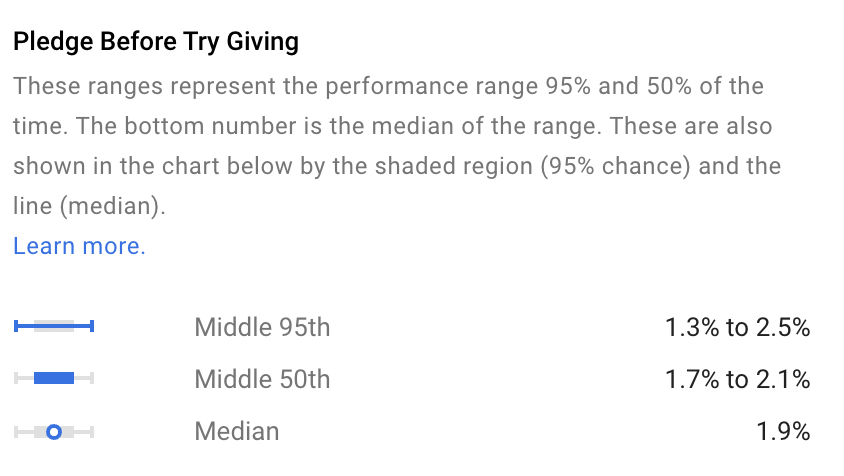 Pledge Before Try Giving
These ranges represent the performance range 95% and 50% of the
time. The bottom number is the median of the range. These are also
shown in the chart below by the shaded region (95% chance) and the
line (median).
Learn more.
Middle 95th 1.3% to 2.5%
Middle 50th 1.7% to 2.1%
Median 1.9%